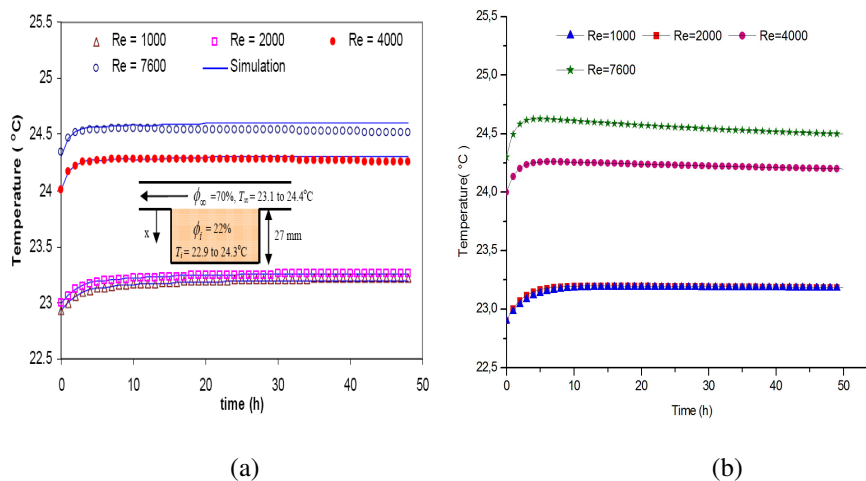 25.5
25
24.5
24
23.5
23
22.5
Temperature ( °C)
Re = 1000
Re = 2000
Re = 4000
Re = 7600
Simulation
ϕ∞ =70%, T∞ = 23.1 to 24.4°C
x
ϕi = 22%
Ti = 22.9 to 24.3°C
27 mm
0 10 20 30 40 50
time (h)
(a)
25,5
25,0
24,5
24,0
23,5
23,0
22,5
Temperature( °C)
Re=1000
Re=2000
Re=4000
Re=7600
0 10 20 30 40 50
Time (h)
(b)